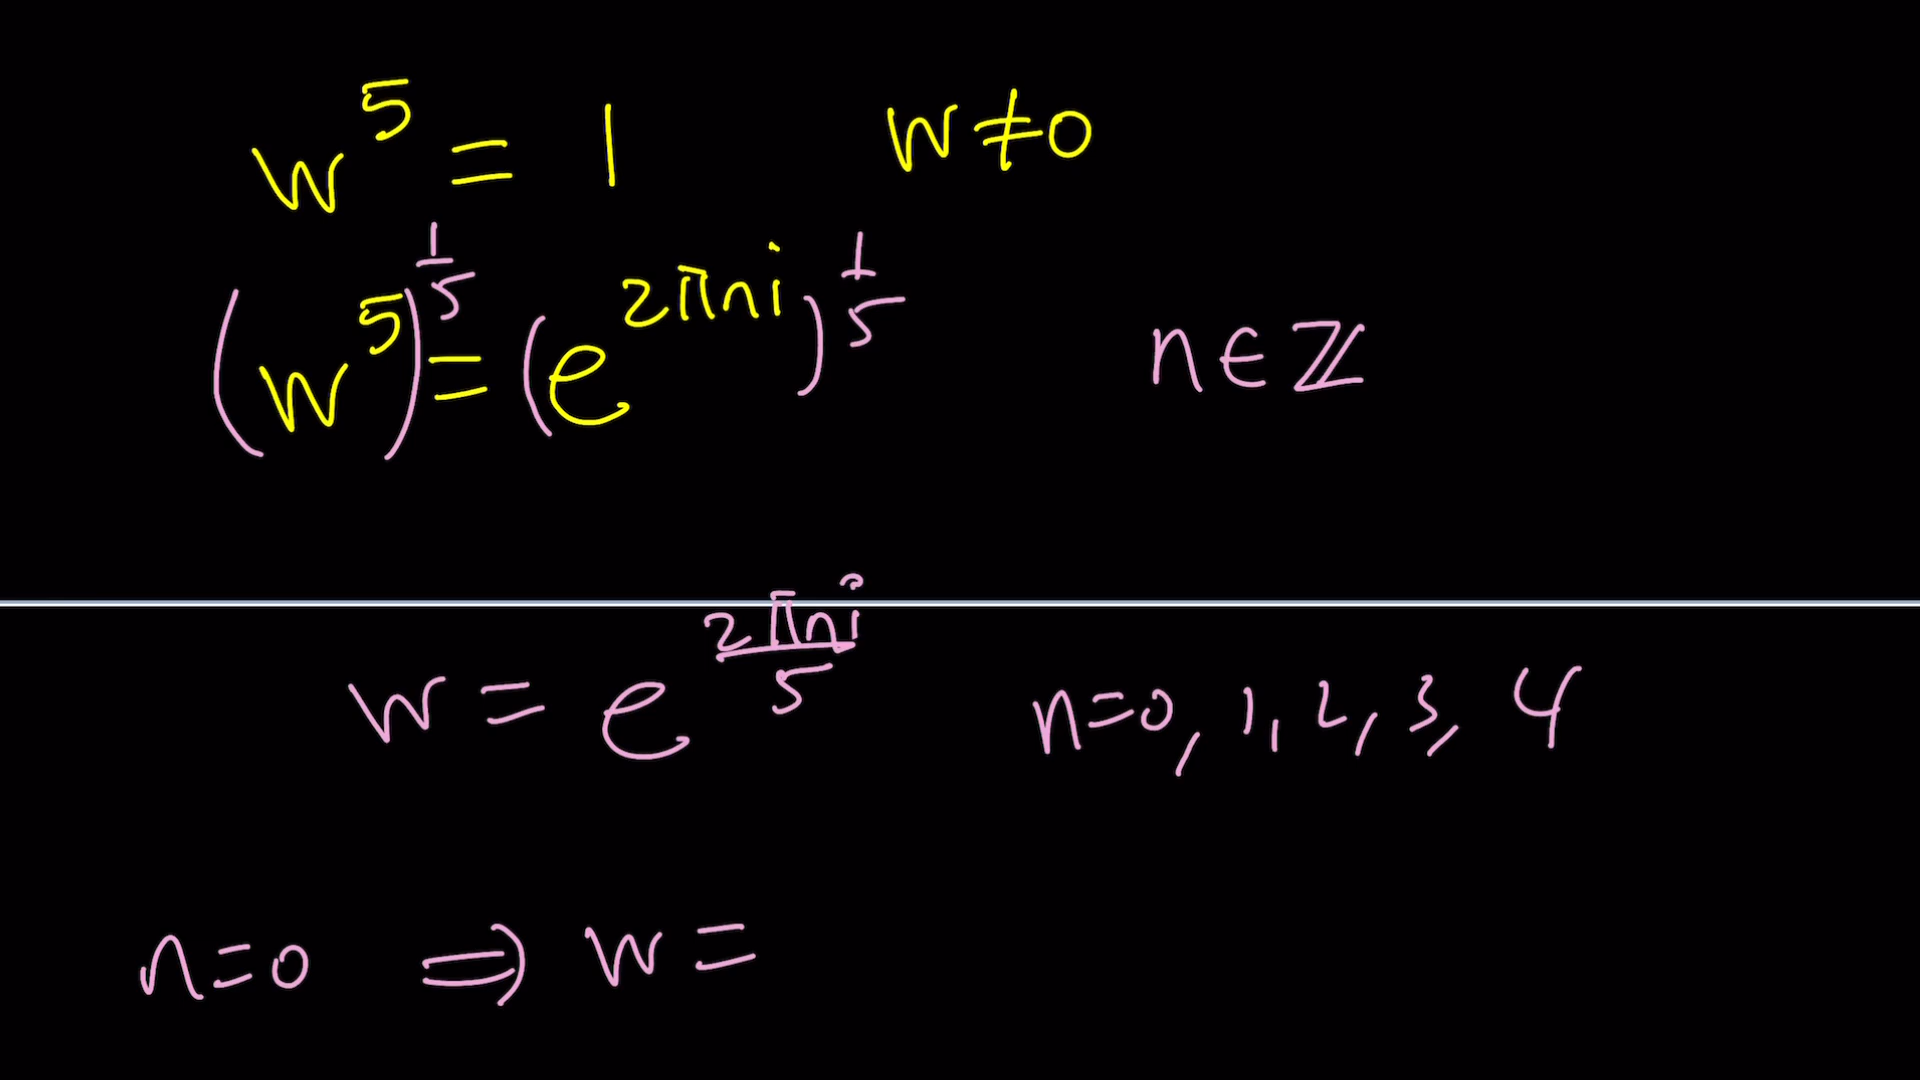 w⁵ = 1 w ≠ 0
(w⁵)^(1/5) = (e^(2πni))^(1/5) n ∈ ℤ
w = e^(2πni/5) n=0, 1, 2, 3, 4
n=0 ⇒ w =